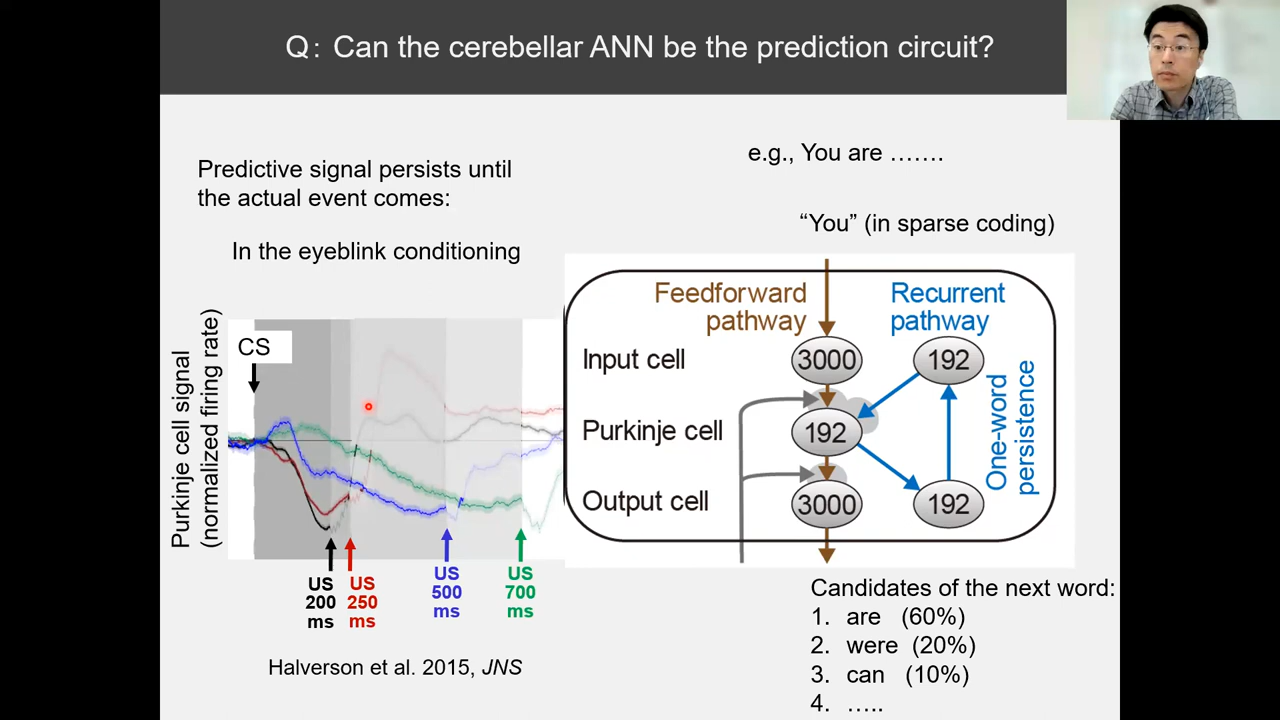 Q: Can the cerebellar ANN be the prediction circuit?
Predictive signal persists until
the actual event comes:
In the eyeblink conditioning
Purkinje cell signal
(normalized firing rate)
CS
US
200
ms
US
250
ms
US
500
ms
US
700
ms
Halverson et al. 2015, JNS
e.g., You are …….
“You” (in sparse coding)
Feedforward
pathway
Recurrent
pathway
Input cell
3000
192
Purkinje cell
192
Output cell
3000
192
One-word
persistence
Candidates of the next word:
1. are (60%)
2. were (20%)
3. can (10%)
4. …..